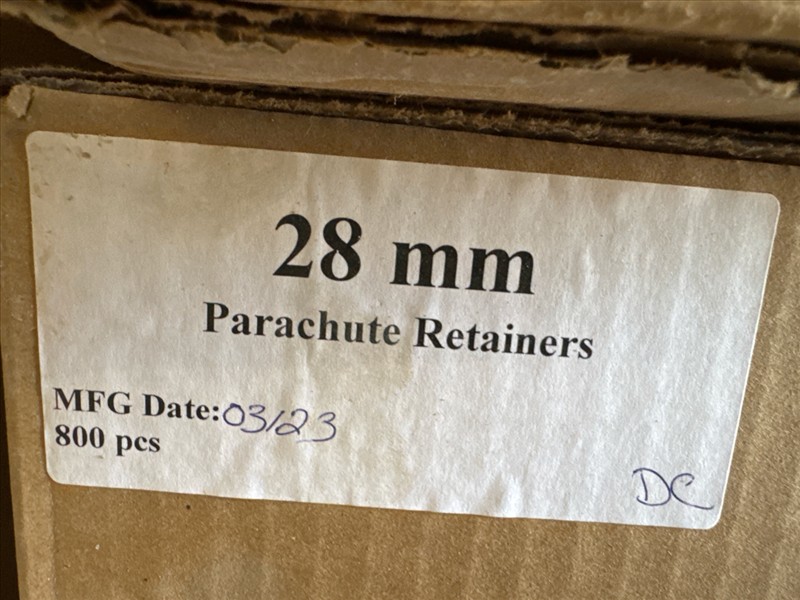 28 mm
Parachute Retainers
MFG Date: 03/23
800 pcs
DC